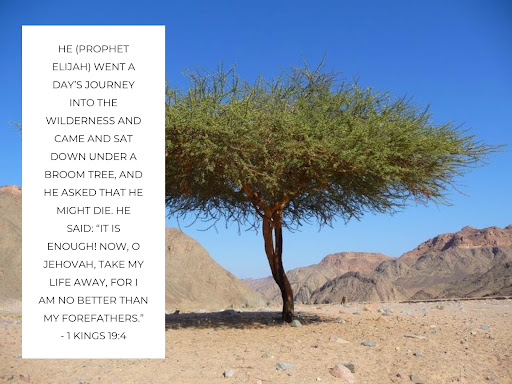 HE (PROPHET
ELIJAH) WENT A
DAY'S JOURNEY
INTO THE
WILDERNESS AND
CAME AND SAT
DOWN UNDER A
BROOM TREE, AND
HE ASKED THAT HE
MIGHT DIE. HE
SAID: “IT IS
ENOUGH! NOW, O
JEHOVAH, TAKE MY
LIFE AWAY, FOR I
AM NO BETTER THAN
MY FOREFATHERS.”
- 1 KINGS 19:4